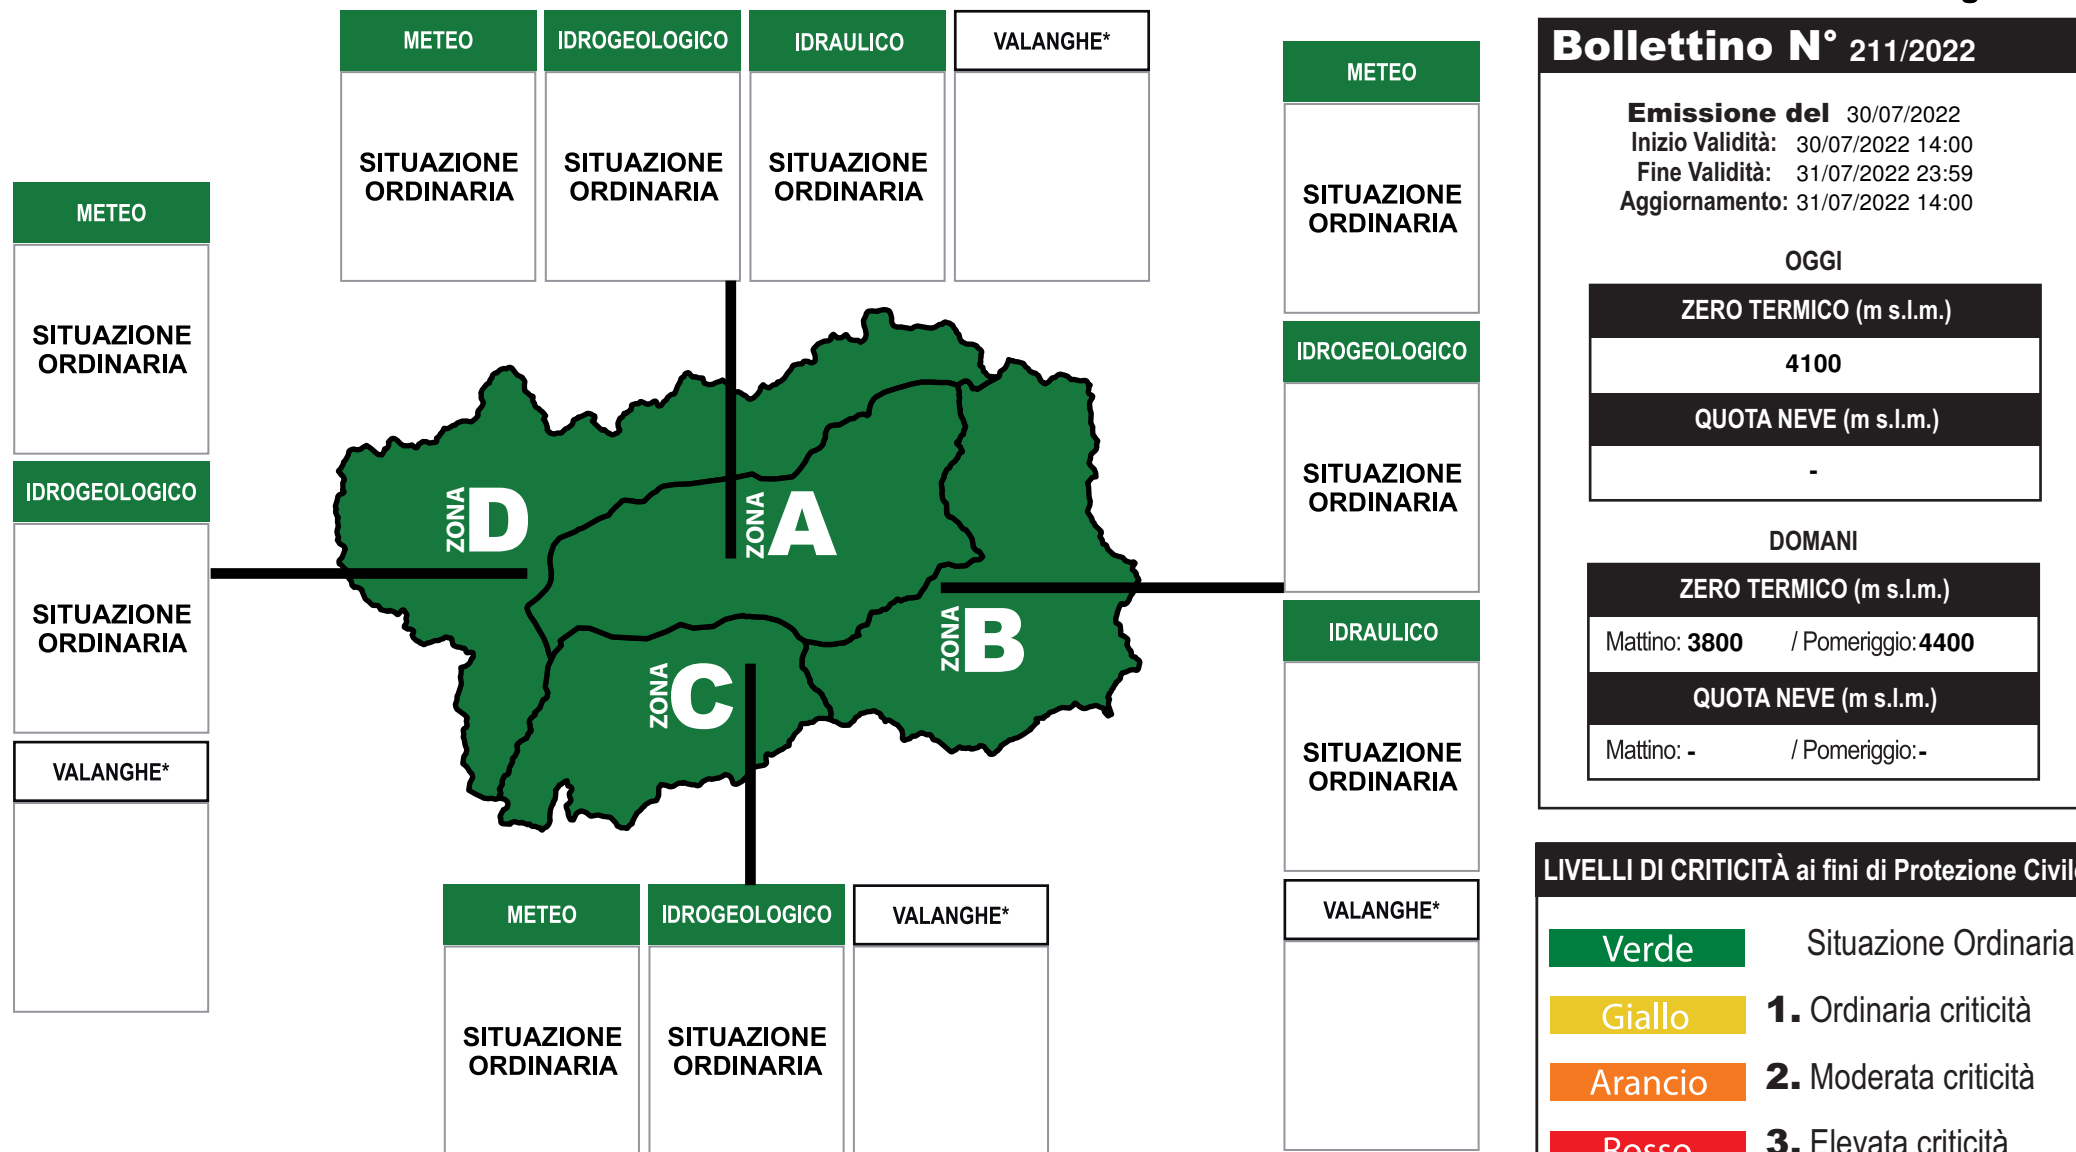 Bollettino N° 211/2022
Emissione del 30/07/2022
Inizio Validità: 30/07/2022 14:00
Fine Validità: 31/07/2022 23:59
Aggiornamento: 31/07/2022 14:00
OGGI
ZERO TERMICO (m s.l.m.)
4100
QUOTA NEVE (m s.l.m.)
-
DOMANI
ZERO TERMICO (m s.l.m.)
Mattino: 3800 / Pomeriggio: 4400
QUOTA NEVE (m s.l.m.)
Mattino: - / Pomeriggio: -
LIVELLI DI CRITICITÀ ai fini di Protezione Civile
Verde Situazione Ordinaria
Giallo 1. Ordinaria criticità
Arancio 2. Moderata criticità
Rosso 3. Elevata criticità
METEO IDROGEOLOGICO IDRAULICO VALANGHE*
SITUAZIONE ORDINARIA
SITUAZIONE ORDINARIA
SITUAZIONE ORDINARIA
METEO
SITUAZIONE
ORDINARIA
IDROGEOLOGICO
SITUAZIONE
ORDINARIA
VALANGHE*
ZONA D
ZONA A
ZONA B
ZONA C
METEO
SITUAZIONE
ORDINARIA
IDROGEOLOGICO
SITUAZIONE
ORDINARIA
IDRAULICO
SITUAZIONE
ORDINARIA
VALANGHE*
METEO IDROGEOLOGICO VALANGHE*
SITUAZIONE ORDINARIA
SITUAZIONE ORDINARIA